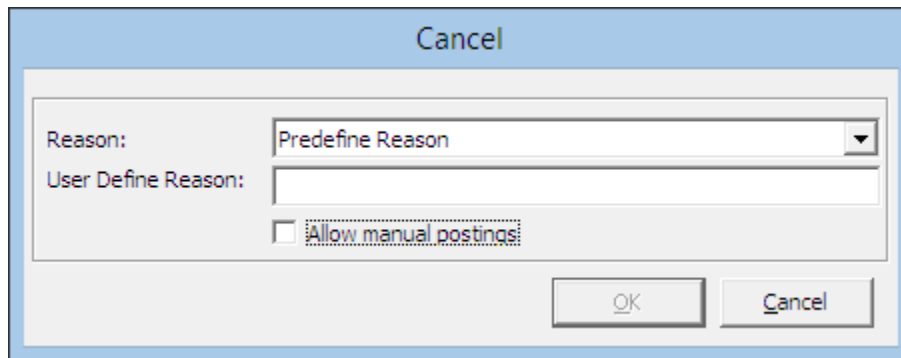 Cancel
Reason: Predefine Reason
User Define Reason:
Allow manual postings
OK Cancel